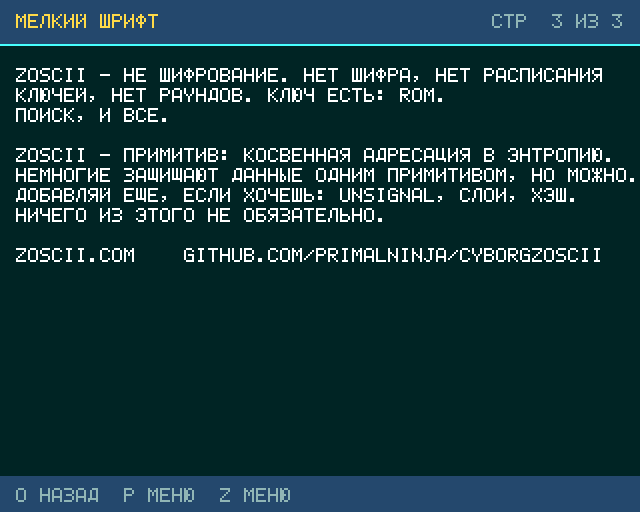 МЕЛКИЙ ШРИФТ СТР 3 ИЗ 3
ZOSCII - НЕ ШИФРОВАНИЕ. НЕТ ШИФРА, НЕТ РАСПИСАНИЯ
КЛЮЧЕЙ, НЕТ РАУНДОВ. КЛЮЧ ЕСТЬ: ROM.
ПОИСК, И ВСЕ.
ZOSCII - ПРИМИТИВ: КОСВЕННАЯ АДРЕСАЦИЯ В ЭНТРОПИЮ.
НЕМНОГИЕ ЗАЩИЩАЮТ ДАННЫЕ ОДНИМ ПРИМИТИВОМ, НО МОЖНО.
ДОБАВЛЯЙ ЕЩЕ, ЕСЛИ ХОЧЕШЬ: UNSIGNAL, СЛОИ, ХЭШ.
НИЧЕГО ИЗ ЭТОГО НЕ ОБЯЗАТЕЛЬНО.
ZOSCII.COM GITHUB.COM/PRIMALNINJA/CYBORGZOSCII
O НАЗАД P МЕНЮ Z МЕНЮ